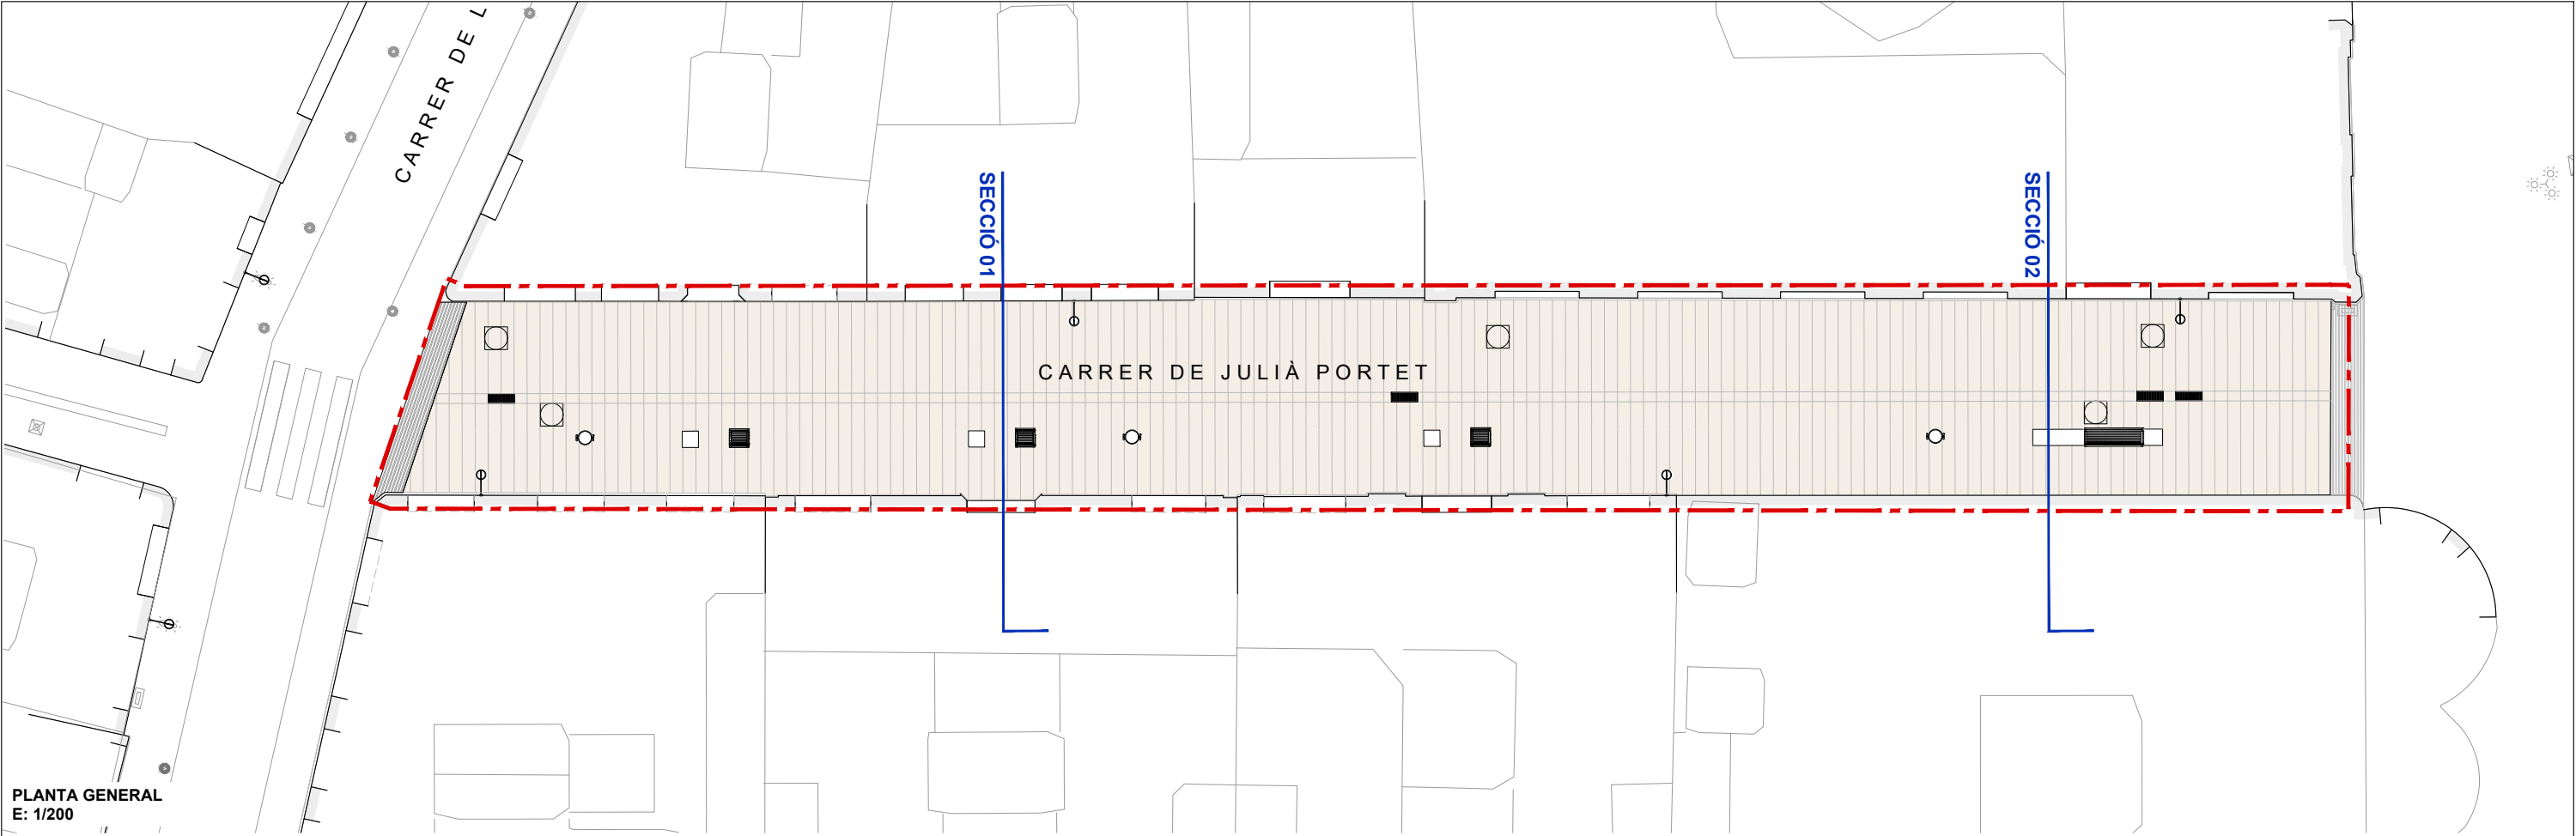 CARRER DE L
SECCIÓ 01
SECCIÓ 02
CARRER DE JULIÀ PORTET
PLANTA GENERAL
E: 1/200